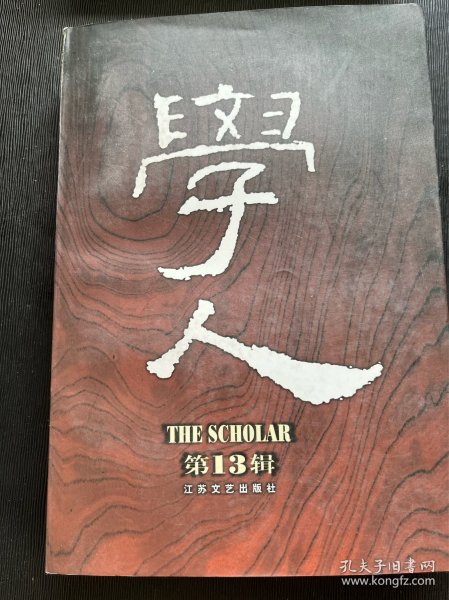 學
人
THE SCHOLAR
第13辑
江苏文艺出版社
孔夫子旧书网
www.kongfz.com